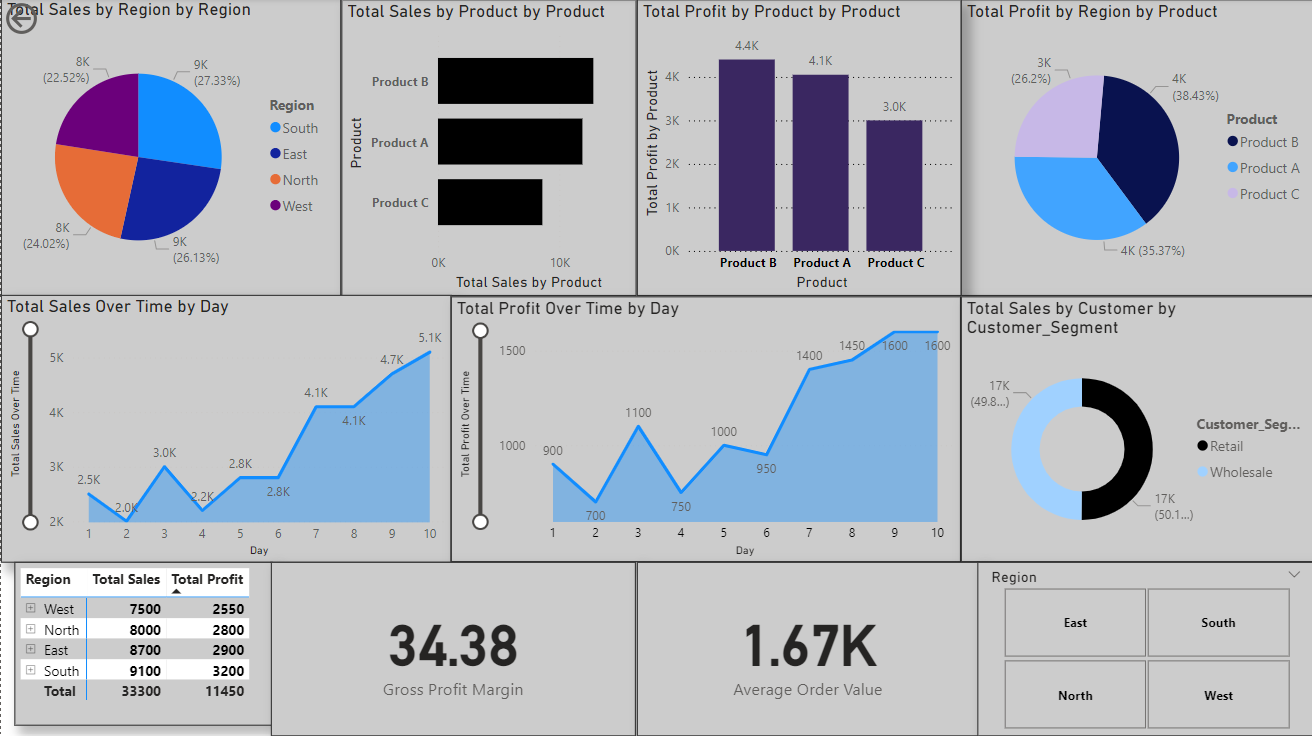 Total Sales by Region by Region
8K
(22.52%)
9K
(27.33%)
8K
(24.02%)
9K
(26.13%)
Region
South
East
North
West
Total Sales by Product by Product
Product
Product B
Product A
Product C
0K 10K
Total Sales by Product
Total Profit by Product by Product
Total Profit by Product
4K
3K
2K
1K
0K
4.4K
4.1K
3.0K
Product B Product A Product C
Product
Total Profit by Region by Product
3K
(26.2%)
4K
(38.43%)
4K (35.37%)
Product
Product B
Product A
Product C
Total Sales Over Time by Day
Total Sales Over Time
5K
4K
3K
2K
2.5K
2.0K
3.0K
2.2K
2.8K
2.8K
4.1K
4.1K
4.7K
5.1K
1 2 3 4 5 6 7 8 9 10
Day
Total Profit Over Time by Day
Total Profit Over Time
1500
1000
900
700
1100
750
1000
950
1400
1450
1600
1600
1 2 3 4 5 6 7 8 9 10
Day
Total Sales by Customer by
Customer_Segment
17K
(49.8...)
17K
(50.1...)
Customer_Seg...
Retail
Wholesale
Region Total Sales Total Profit
West 7500 2550
North 8000 2800
East 8700 2900
South 9100 3200
Total 33300 11450
34.38
Gross Profit Margin
1.67K
Average Order Value
Region
East South
North West